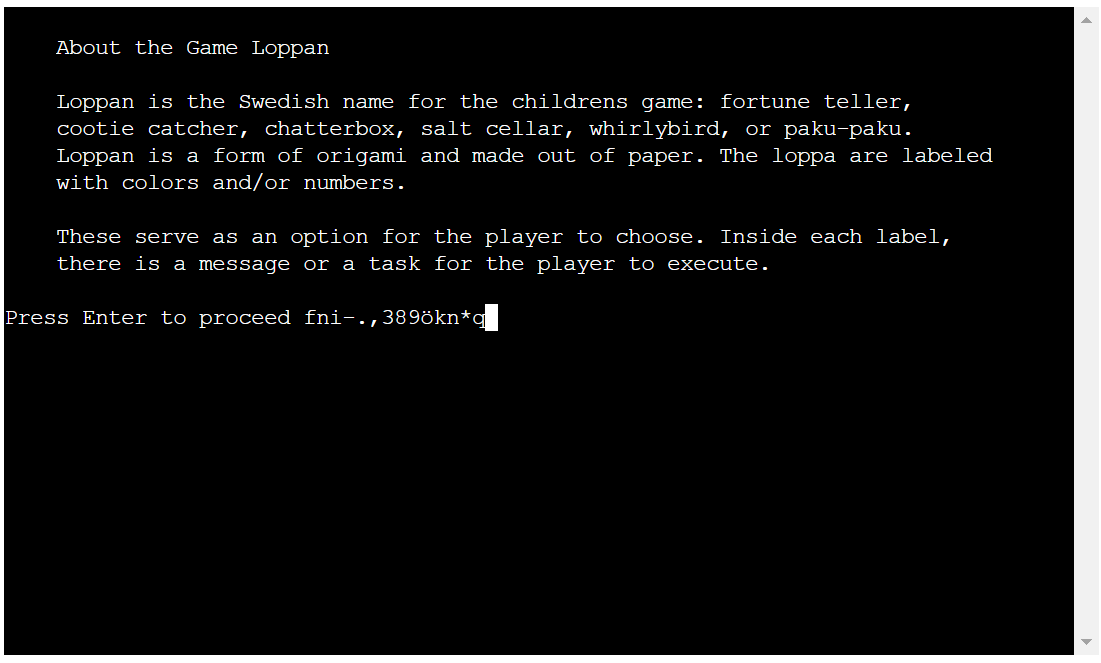 About the Game Loppan
Loppan is the Swedish name for the childrens game: fortune teller,
cootie catcher, chatterbox, salt cellar, whirlybird, or paku-paku.
Loppan is a form of origami and made out of paper. The loppa are labeled
with colors and/or numbers.
These serve as an option for the player to choose. Inside each label,
there is a message or a task for the player to execute.
Press Enter to proceed fni-.,389ökn*q